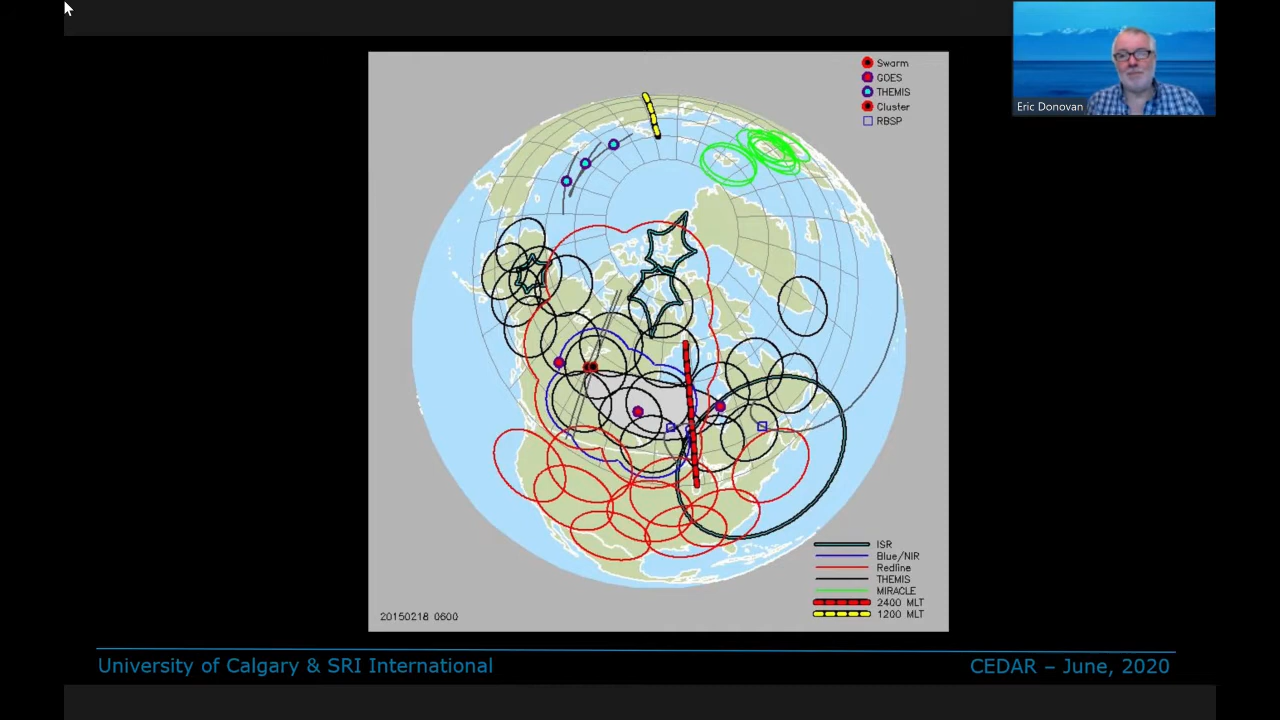 Swarm
GOES
THEMIS
Cluster
RBSP
Eric Donovan
ISR
Blue/NIR
Redline
THEMIS
MIRACLE
2400 MLT
1200 MLT
20150218 0600
University of Calgary & SRI International
CEDAR – June, 2020